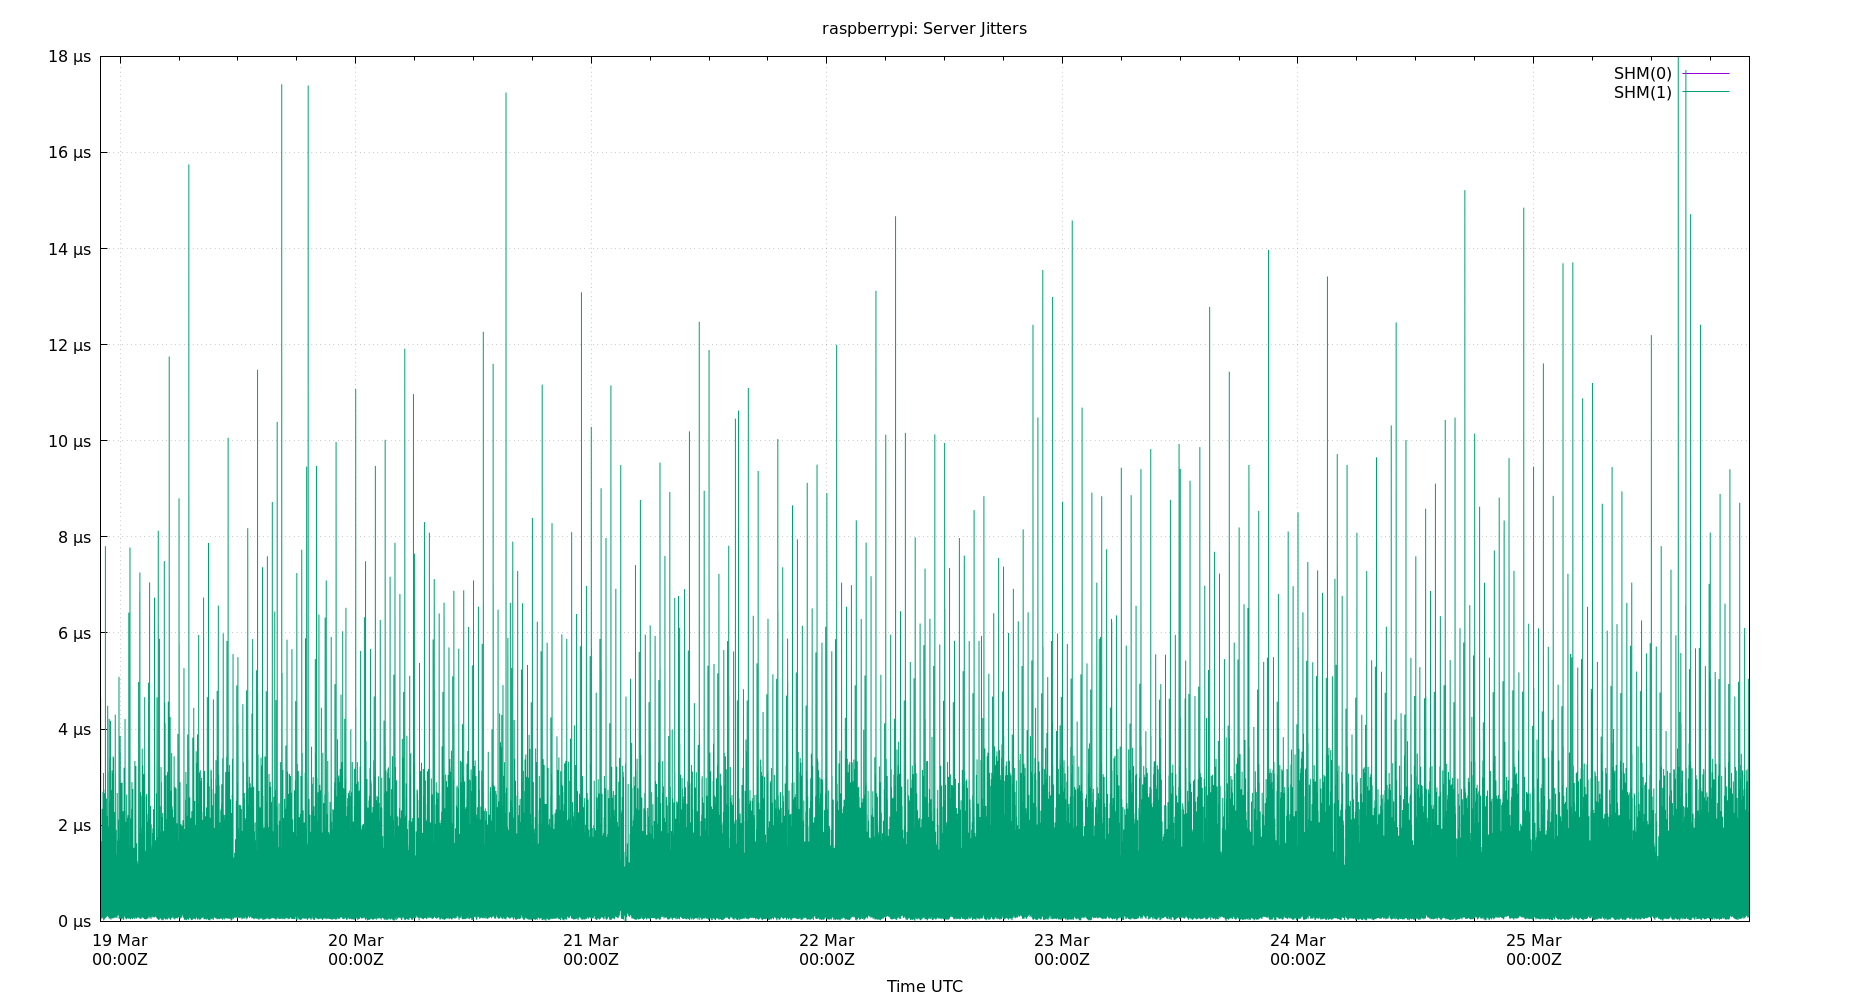 raspberrypi: Server Jitters
18 µs
16 µs
14 µs
12 µs
10 µs
8 µs
6 µs
4 µs
2 µs
0 µs
SHM(0)
SHM(1)
19 Mar 20 Mar 21 Mar 22 Mar 23 Mar 24 Mar 25 Mar
00:00Z 00:00Z 00:00Z 00:00Z 00:00Z 00:00Z 00:00Z
Time UTC